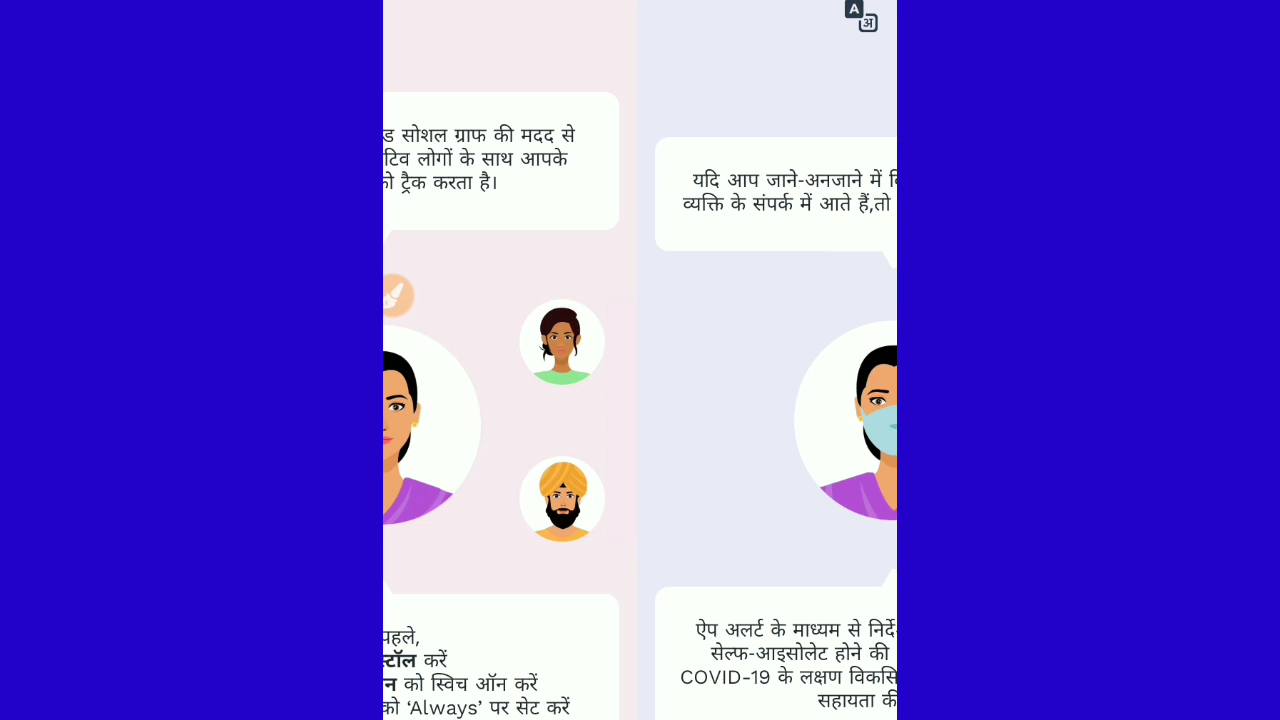 A
अ
सोशल ग्राफ की मदद से
लोगों के साथ आपके
ट्रैक करता है।
पहले,
करें
को स्विच ऑन करें
को ‘Always’ पर सेट करें
यदि आप जाने-अनजाने में
व्यक्ति के संपर्क में आते हैं,तो
ऐप अलर्ट के माध्यम से
सेल्फ-आइसोलेट होने की
COVID-19 के लक्षण
सहायता